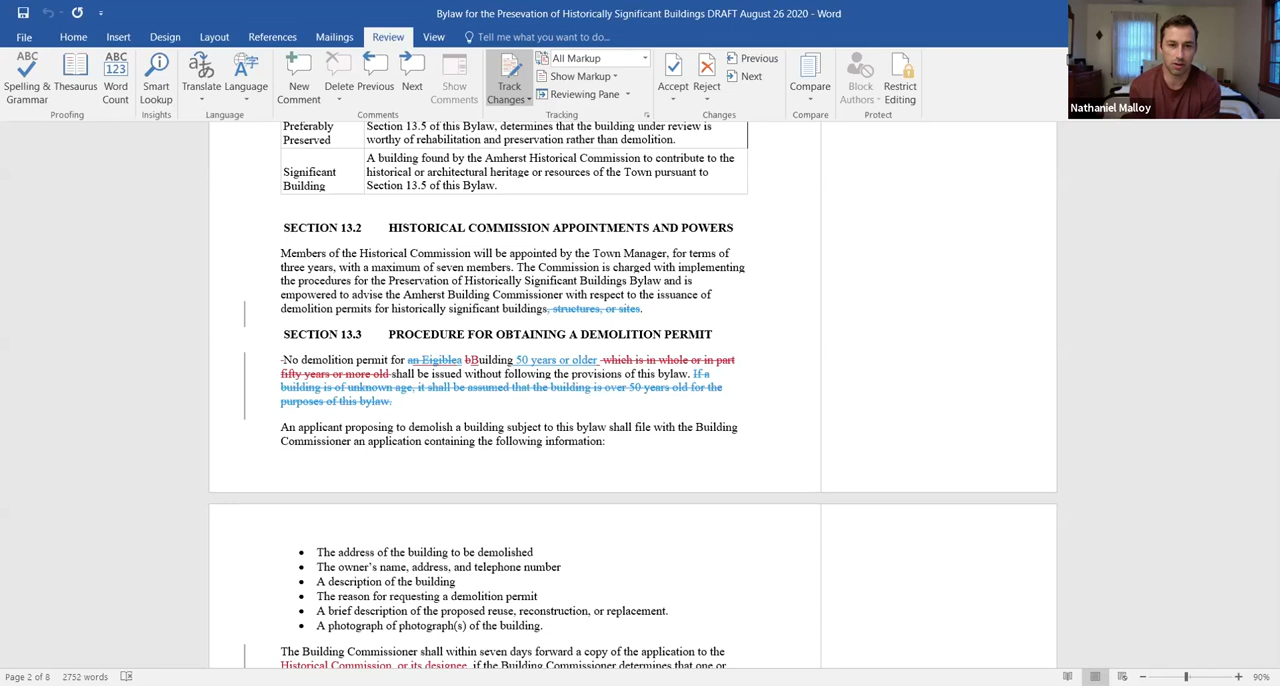 Bylaw for the Presevation of Historically Significant Buildings DRAFT August 26 2020 - Word
File Home Insert Design Layout References Mailings Review View Tell me what you want to do...
ABC Spelling & Grammar
Thesaurus
ABC 123 Word Count
Proofing
Smart Lookup
Insights
Translate
Language
Language
New Comment
Delete
Previous
Next
Show Comments
Comments
Track Changes
All Markup
Show Markup
Reviewing Pane
Tracking
Accept
Reject
Previous
Next
Changes
Compare
Compare
Block Authors
Restrict Editing
Protect
Nathaniel Malloy
Preferably Preserved
Section 13.5 of this Bylaw, determines that the building under review is
worthy of rehabilitation and preservation rather than demolition.
Significant Building
A building found by the Amherst Historical Commission to contribute to the
historical or architectural heritage or resources of the Town pursuant to
Section 13.5 of this Bylaw.
SECTION 13.2 HISTORICAL COMMISSION APPOINTMENTS AND POWERS
Members of the Historical Commission will be appointed by the Town Manager, for terms of
three years, with a maximum of seven members. The Commission is charged with implementing
the procedures for the Preservation of Historically Significant Buildings Bylaw and is
empowered to advise the Amherst Building Commissioner with respect to the issuance of
demolition permits for historically significant buildings, structures, or sites.
SECTION 13.3 PROCEDURE FOR OBTAINING A DEMOLITION PERMIT
No demolition permit for an Eigiblea bBuilding 50 years or older which is in whole or in part
fifty years or more old shall be issued without following the provisions of this bylaw. If a
building is of unknown age, it shall be assumed that the building is over 50 years old for the
purposes of this bylaw.
An applicant proposing to demolish a building subject to this bylaw shall file with the Building
Commissioner an application containing the following information:
• The address of the building to be demolished
• The owner's name, address, and telephone number
• A description of the building
• The reason for requesting a demolition permit
• A brief description of the proposed reuse, reconstruction, or replacement.
• A photograph of photograph(s) of the building.
The Building Commissioner shall within seven days forward a copy of the application to the
Historical Commission, or its designee, if the Building Commissioner determines that one or
Page 2 of 8 2752 words 90%